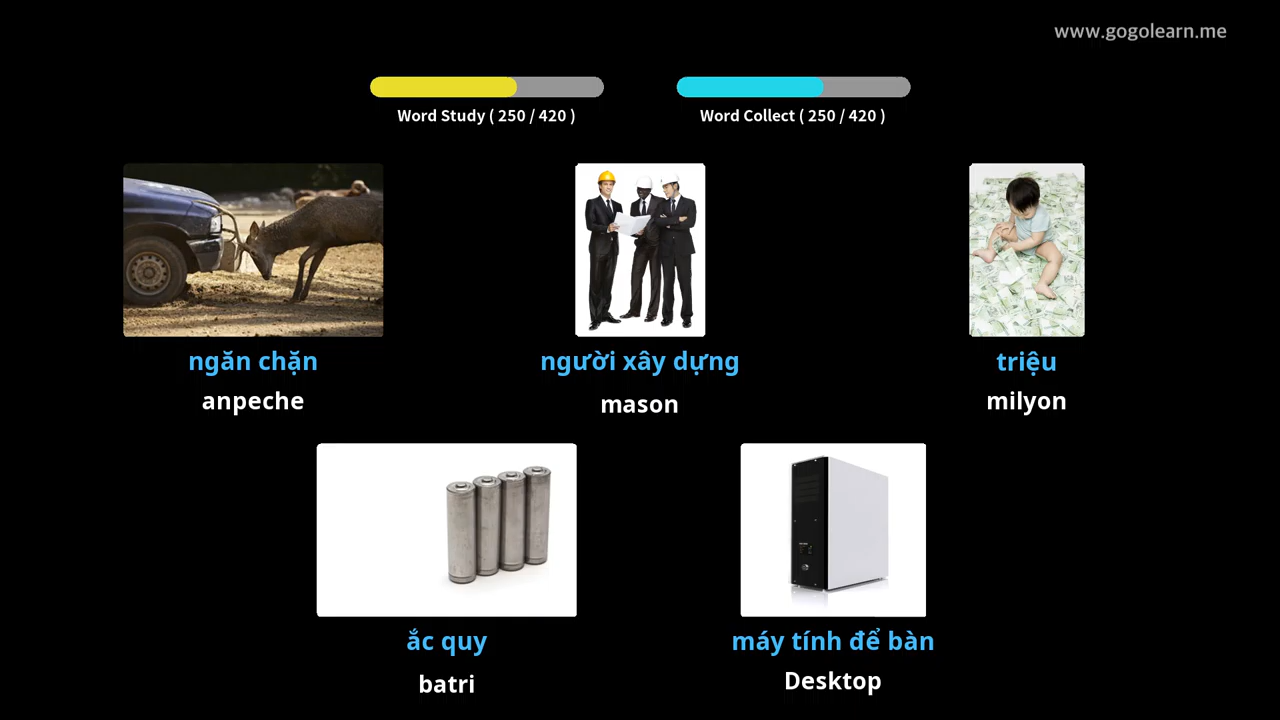 www.gogolearn.me
Word Study ( 250 / 420 )
Word Collect ( 250 / 420 )
ngăn chặn
anpeche
người xây dựng
mason
triệu
milyon
ắc quy
batri
máy tính để bàn
Desktop